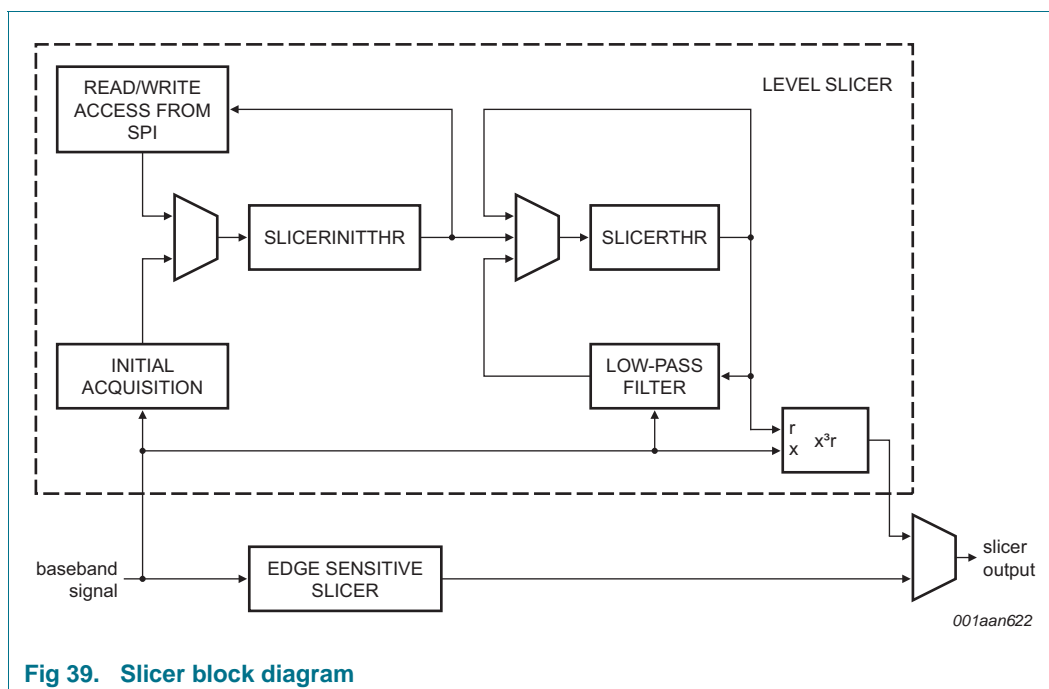 READ/WRITE
ACCESS FROM
SPI
LEVEL SLICER
SLICERINITTHR
SLICERTHR
INITIAL
ACQUISITION
LOW-PASS
FILTER
r
x
x³r
baseband
signal
EDGE SENSITIVE
SLICER
slicer
output
001aan622
Fig 39. Slicer block diagram